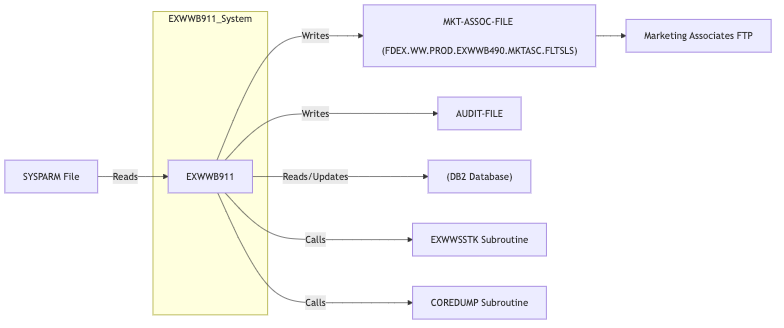 EXWWB911_System
MKT-ASSOC-FILE
(FDEX.WW.PROD.EXWWB490.MKTASC.FLTSLS)
Marketing Associates FTP
Writes
AUDIT-FILE
Writes
SYSPARM File
Reads
EXWWB911
Reads/Updates
(DB2 Database)
Calls
EXWWSSTK Subroutine
Calls
COREDUMP Subroutine